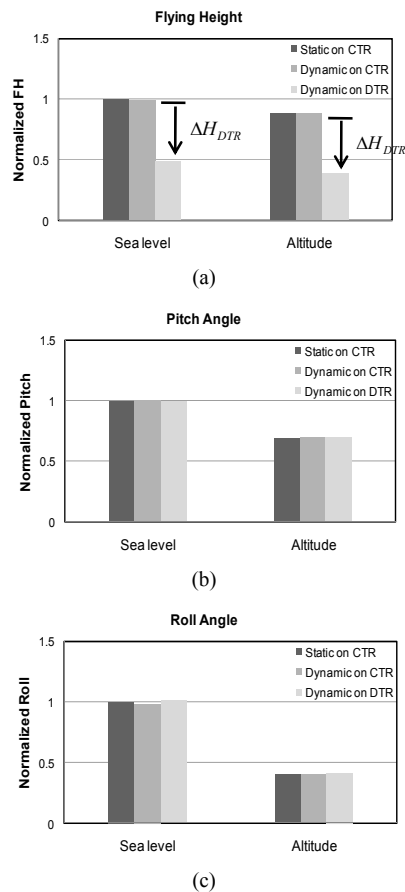 Flying Height
1.5
Static on CTR
Dynamic on CTR
Dynamic on DTR
1
ΔH_DTR
ΔH_DTR
0.5
0
Normalized FH
Sea level
Altitude
(a)
Pitch Angle
1.5
Static on CTR
Dynamic on CTR
Dynamic on DTR
1
0.5
0
Normalized Pitch
Sea level
Altitude
(b)
Roll Angle
1.5
Static on CTR
Dynamic on CTR
Dynamic on DTR
1
0.5
0
Normalized Roll
Sea level
Altitude
(c)